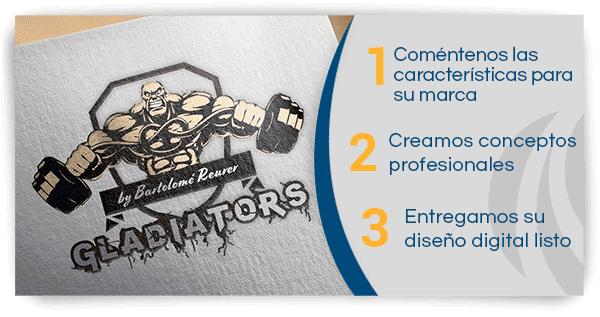 by Bartolomé Reurer
GLADIATORS
1 Coméntenos las
características para
su marca
2 Creamos conceptos
profesionales
3 Entregamos su
diseño digital listo